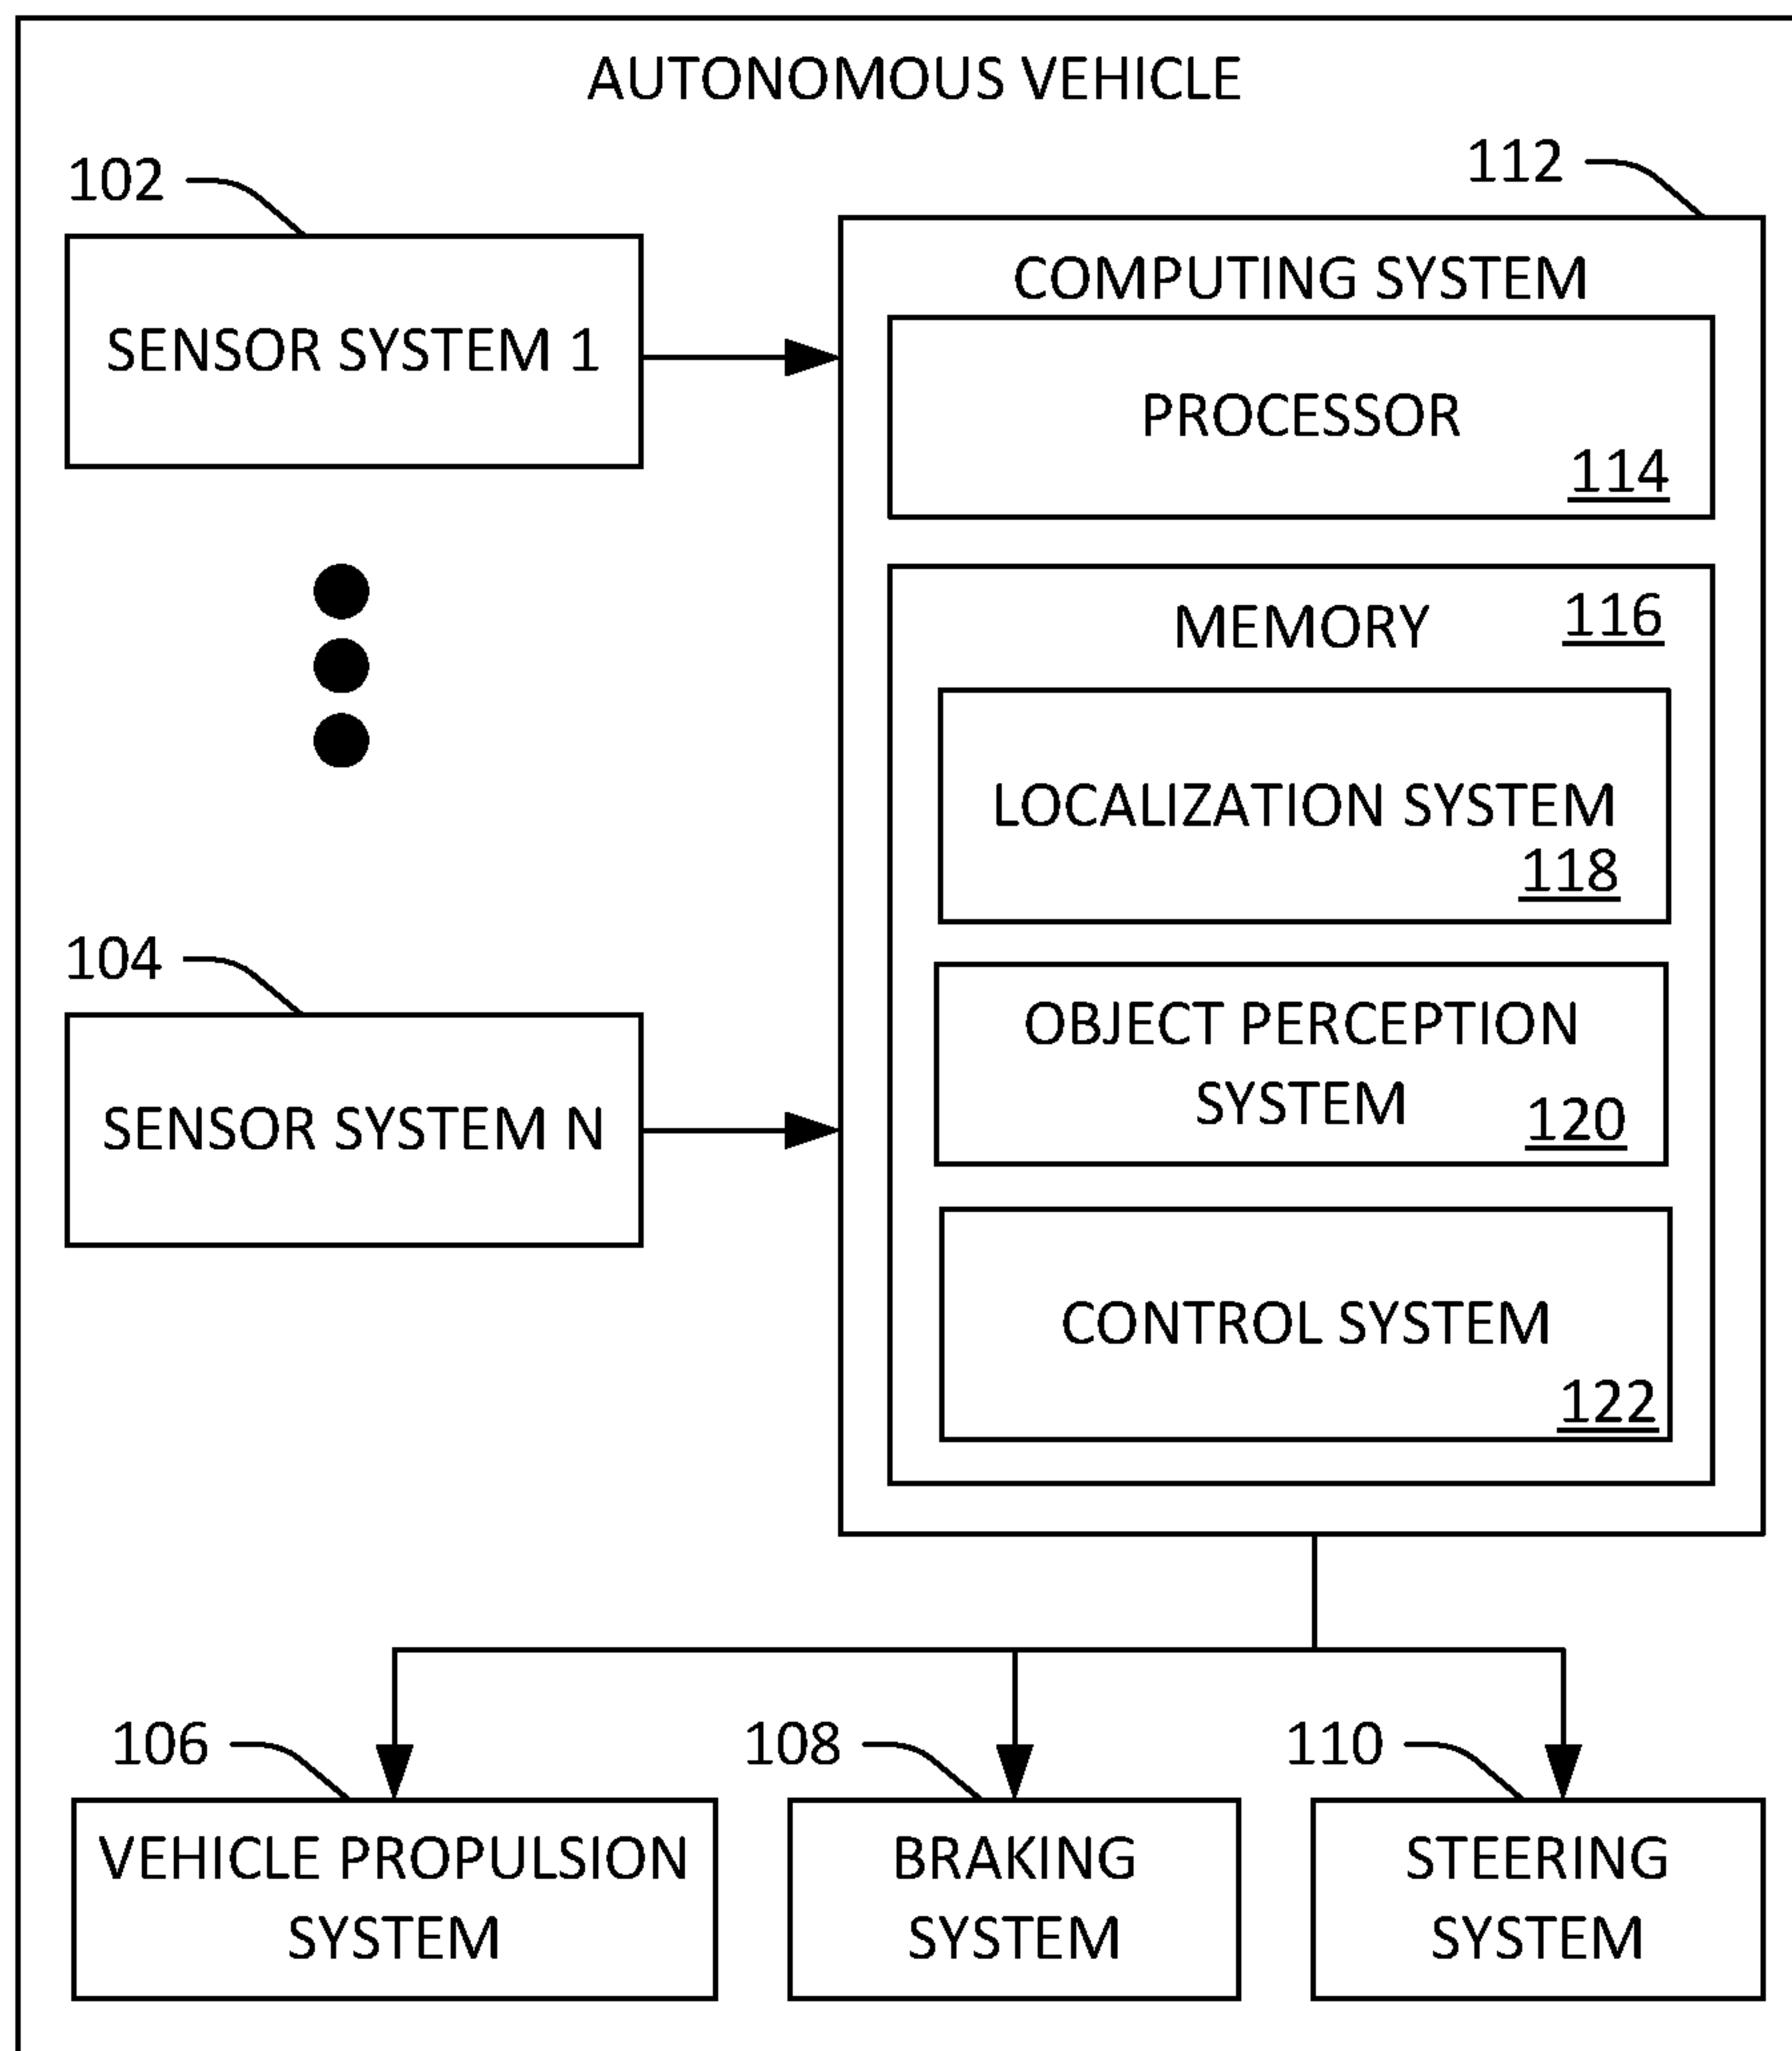 AUTONOMOUS VEHICLE
102
112
SENSOR SYSTEM 1
COMPUTING SYSTEM
PROCESSOR
114
MEMORY
116
LOCALIZATION SYSTEM
118
104
SENSOR SYSTEM N
OBJECT PERCEPTION
SYSTEM
120
CONTROL SYSTEM
122
106
VEHICLE PROPULSION
SYSTEM
108
BRAKING
SYSTEM
110
STEERING
SYSTEM